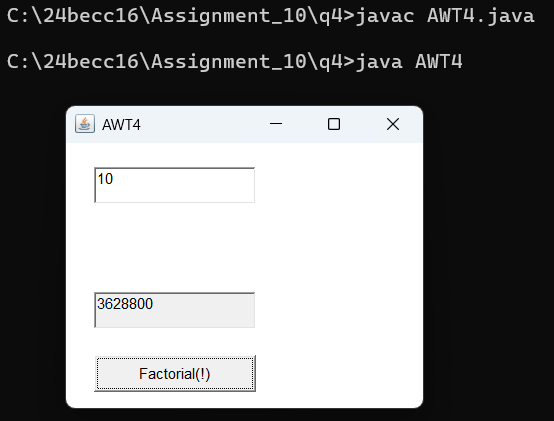 C:\24becc16\Assignment_10\q4>javac AWT4.java
C:\24becc16\Assignment_10\q4>java AWT4
AWT4
10
3628800
Factorial(!)